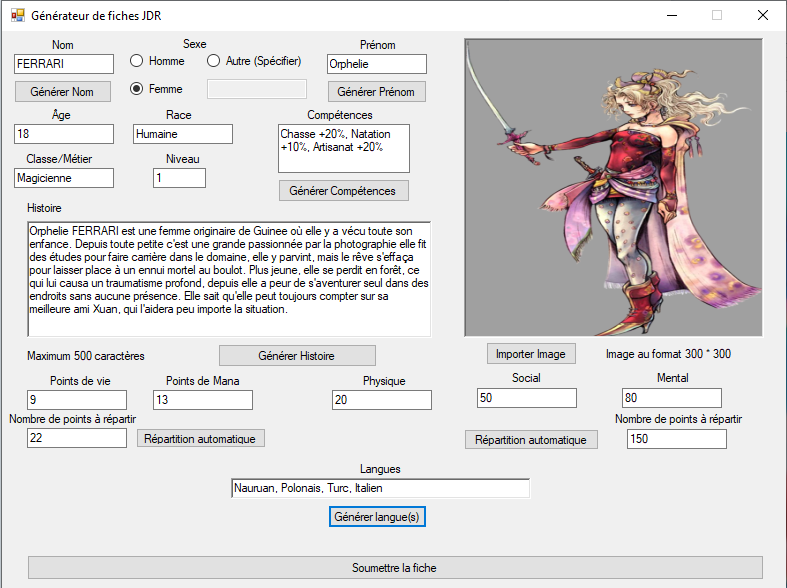 Générateur de fiches JDR
Nom
Sexe
Prénom
FERRARI
Homme
Autre (Spécifier)
Orphelie
Générer Nom
Femme
Générer Prénom
Âge
Race
Compétences
18
Humaine
Chasse +20%, Natation
+10%, Artisanat +20%
Classe/Métier
Niveau
Magicienne
1
Générer Compétences
Histoire
Orphelie FERRARI est une femme originaire de Guinee où elle y a vécu toute son
enfance. Depuis toute petite c'est une grande passionnée par la photographie elle fit
des études pour faire carrière dans le domaine, elle y parvint, mais le rêve s'effaça
pour laisser place à un ennui mortel au boulot. Plus jeune, elle se perdit en forêt, ce
qui lui causa un traumatisme profond, depuis elle a peur de s'aventurer seul dans des
endroits sans aucune présence. Elle sait qu'elle peut toujours compter sur sa
meilleure ami Xuan, qui l'aidera peu importe la situation.
Maximum 500 caractères
Générer Histoire
Importer Image
Image au format 300 * 300
Points de vie
Points de Mana
Physique
Social
Mental
9
13
20
50
80
Nombre de points à répartir
Nombre de points à répartir
22
Répartition automatique
Répartition automatique
150
Langues
Nauruan, Polonais, Turc, Italien
Générer langue(s)
Soumettre la fiche